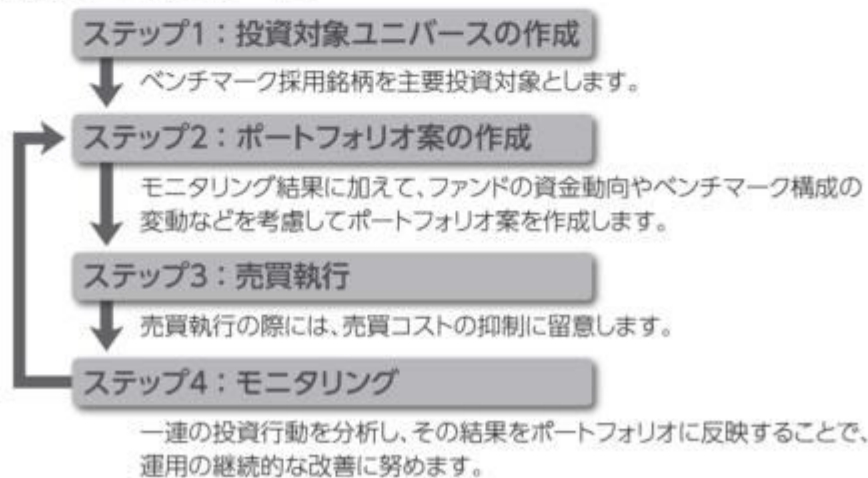 ステップ1：投資対象ユニバースの作成
ベンチマーク採用銘柄を主要投資対象とします。
ステップ2：ポートフォリオ案の作成
モニタリング結果に加えて、ファンドの資金動向やベンチマーク構成の
変動などを考慮してポートフォリオ案を作成します。
ステップ3：売買執行
売買執行の際には、売買コストの抑制に留意します。
ステップ4：モニタリング
一連の投資行動を分析し、その結果をポートフォリオに反映することで、
運用の継続的な改善に努めます。